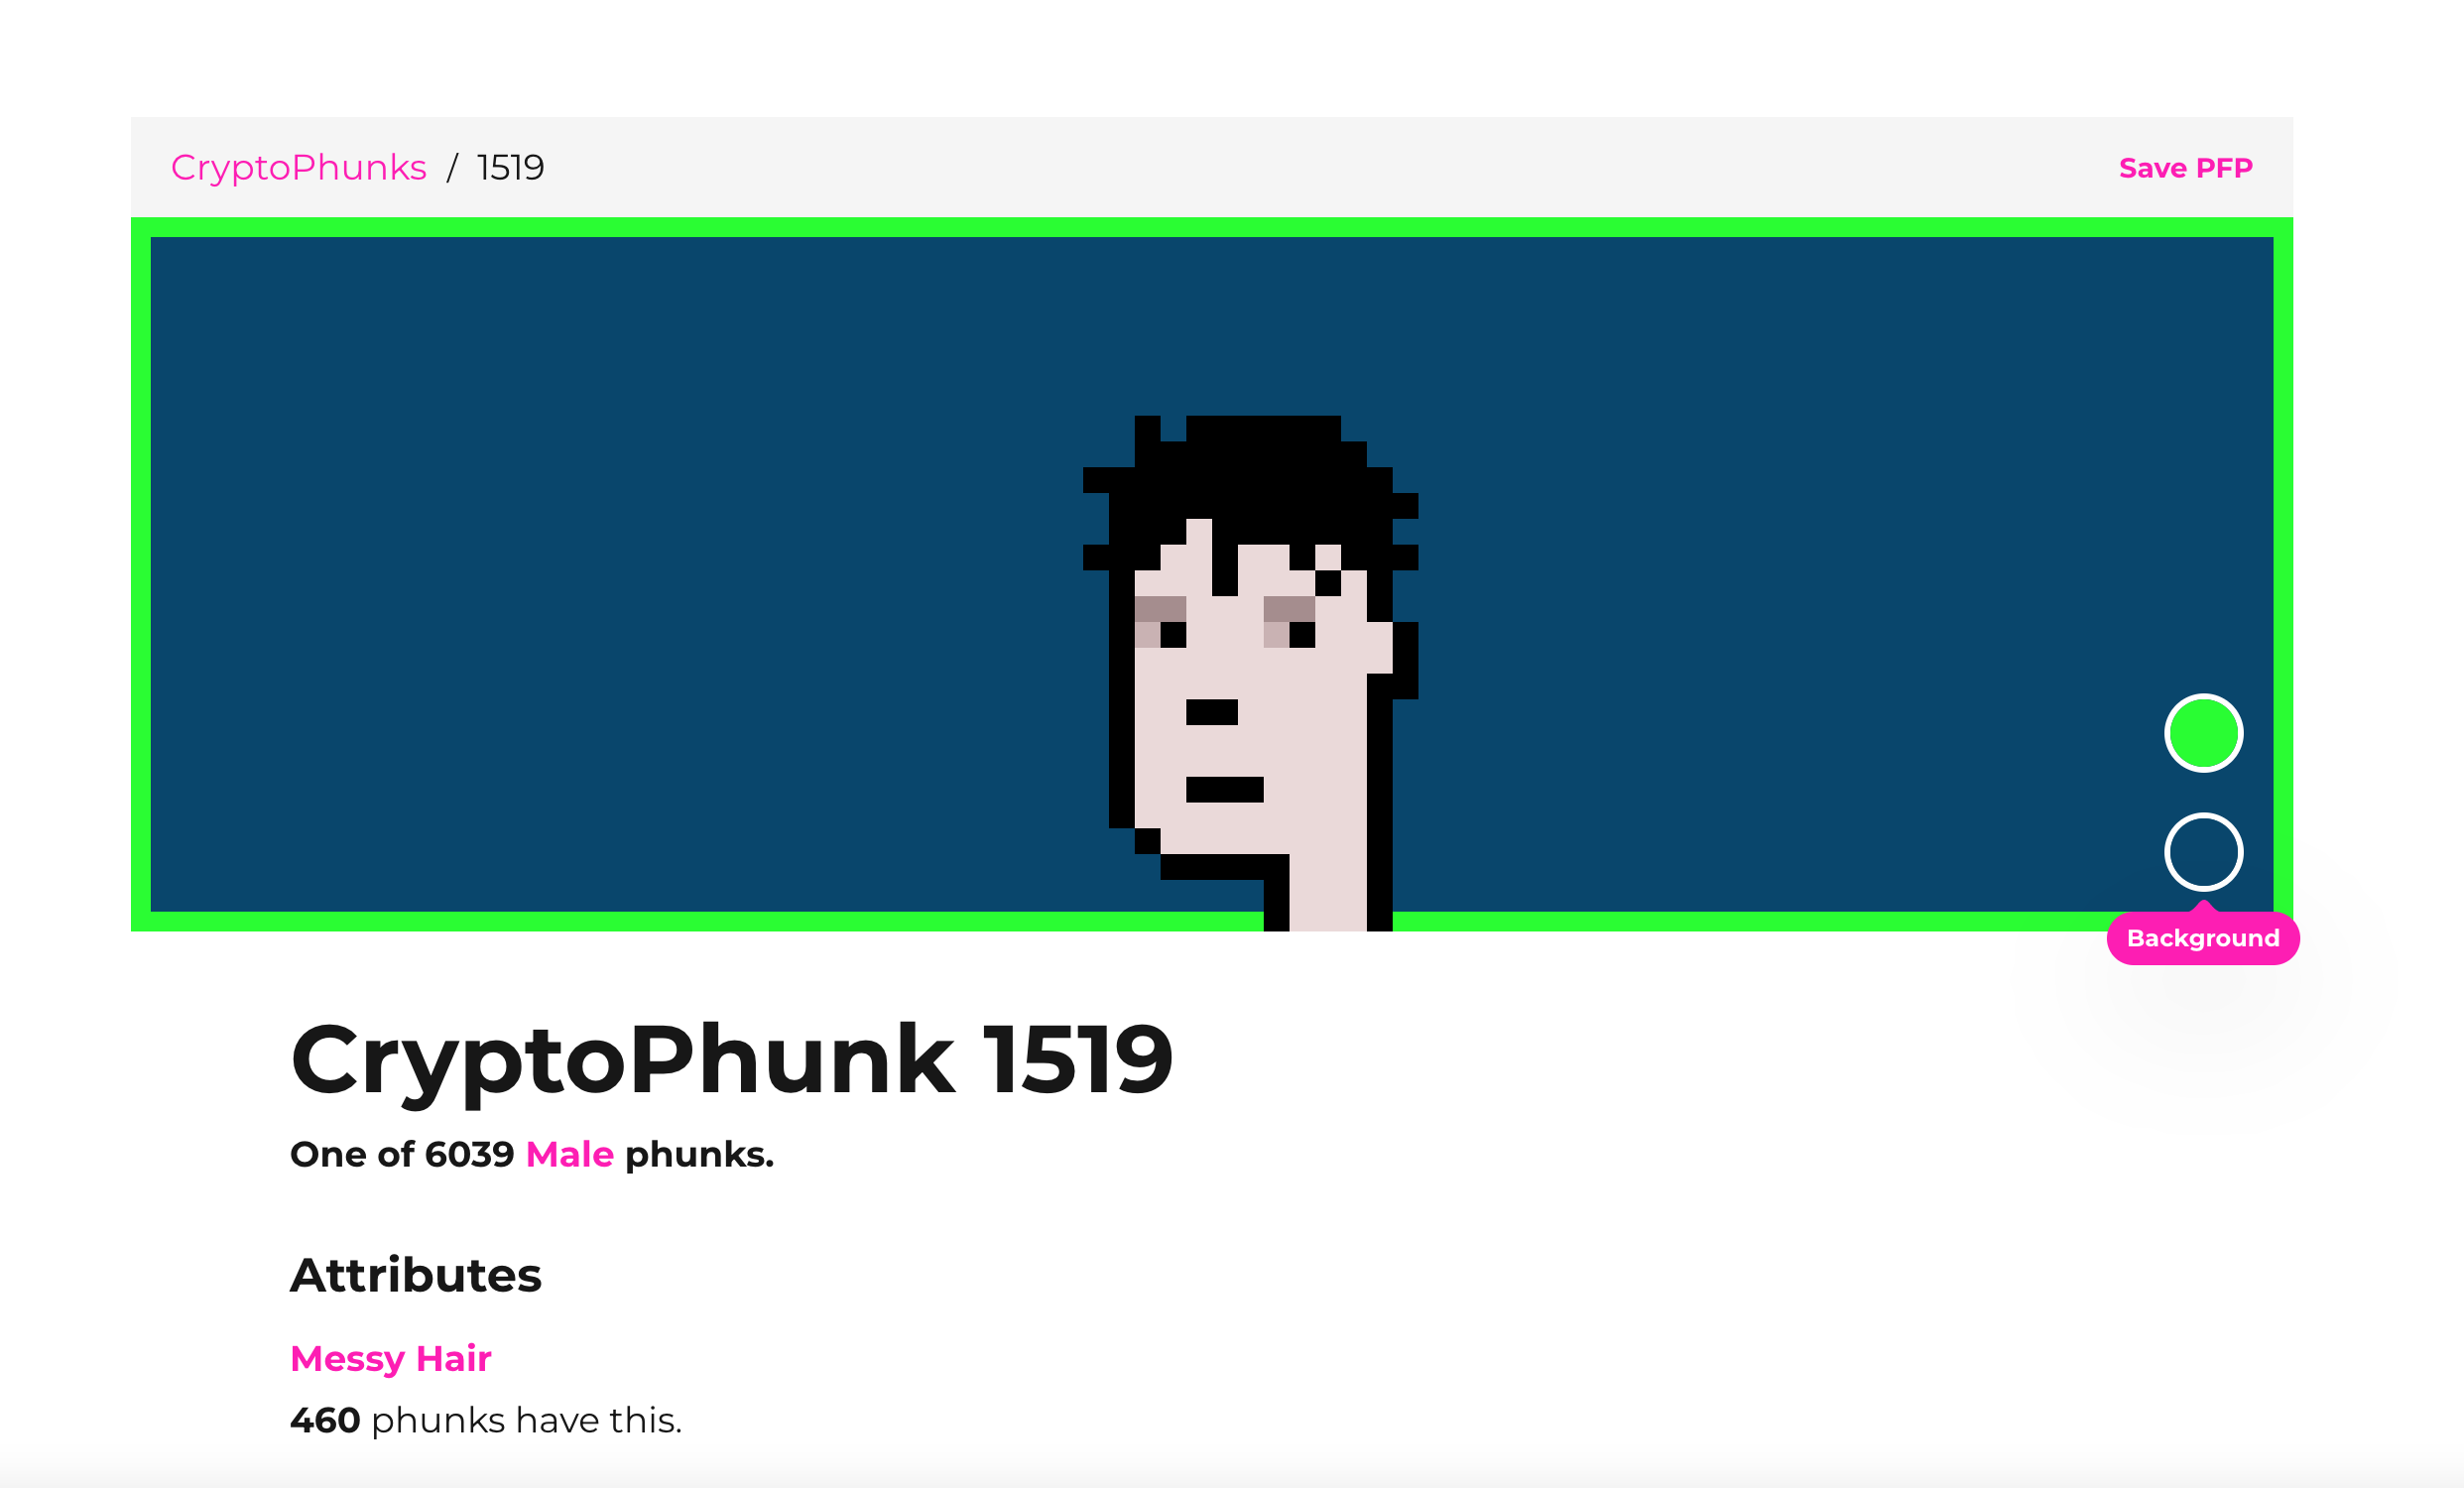 CryptoPhunks / 1519
Save PFP
Background
CryptoPhunk 1519
One of 6039 Male phunks.
Attributes
Messy Hair
460 phunks have this.